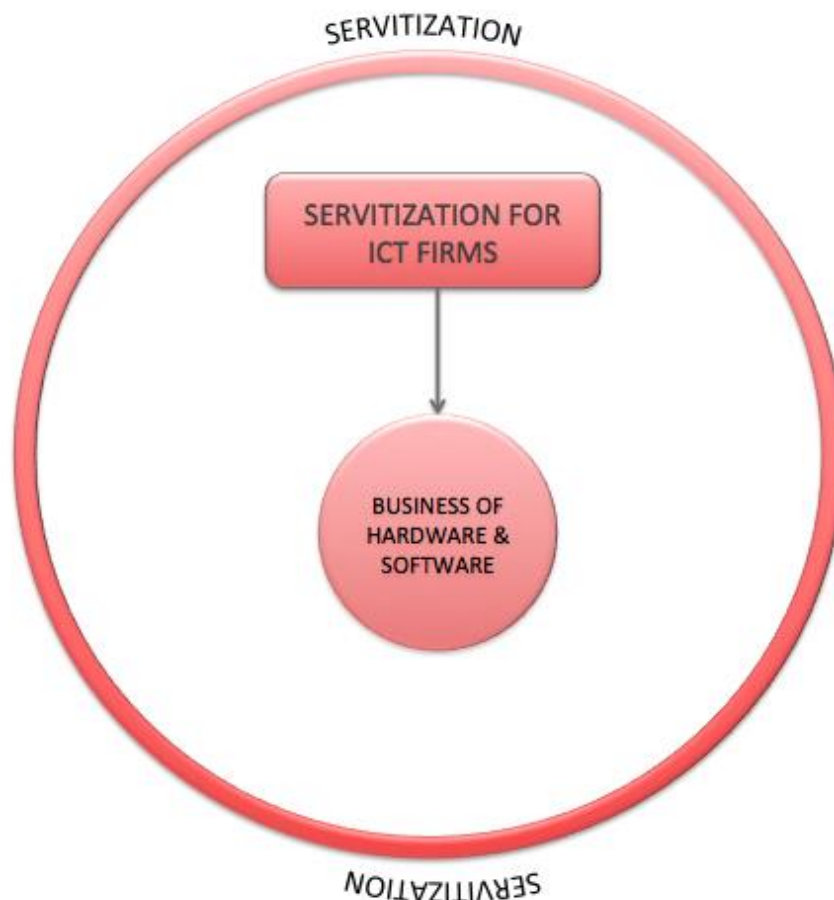 SERVITIZATION
SERVITIZATION FOR
ICT FIRMS
BUSINESS OF
HARDWARE &
SOFTWARE
SERVITIZATION